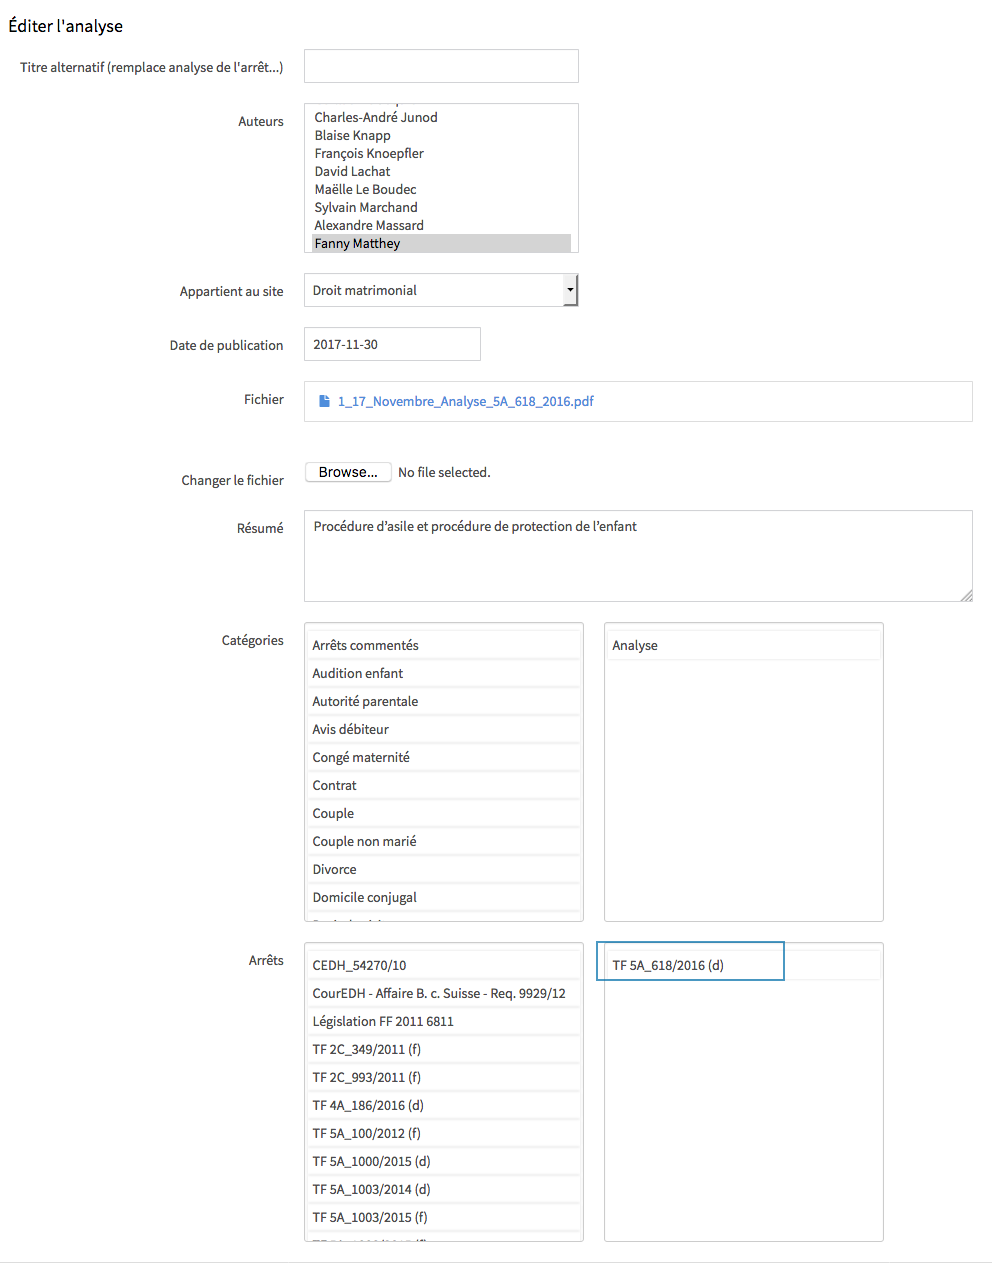 Éditer l'analyse
Titre alternatif (remplace analyse de l'arrêt...)
Auteurs
Charles-André Junod
Blaise Knapp
François Knoepfler
David Lachat
Maëlle Le Boudec
Sylvain Marchand
Alexandre Massard
Fanny Matthey
Appartient au site
Droit matrimonial
Date de publication
2017-11-30
Fichier
1_17_Novembre_Analyse_5A_618_2016.pdf
Changer le fichier
Browse... No file selected.
Résumé
Procédure d’asile et procédure de protection de l’enfant
Catégories
Arrêts commentés
Audition enfant
Autorité parentale
Avis débiteur
Congé maternité
Contrat
Couple
Couple non marié
Divorce
Domicile conjugal
Analyse
Arrêts
CEDH_54270/10
CourEDH - Affaire B. c. Suisse - Req. 9929/12
Législation FF 2011 6811
TF 2C_349/2011 (f)
TF 2C_993/2011 (f)
TF 4A_186/2016 (d)
TF 5A_100/2012 (f)
TF 5A_1000/2015 (d)
TF 5A_1003/2014 (d)
TF 5A_1003/2015 (f)
TF 5A_618/2016 (d)